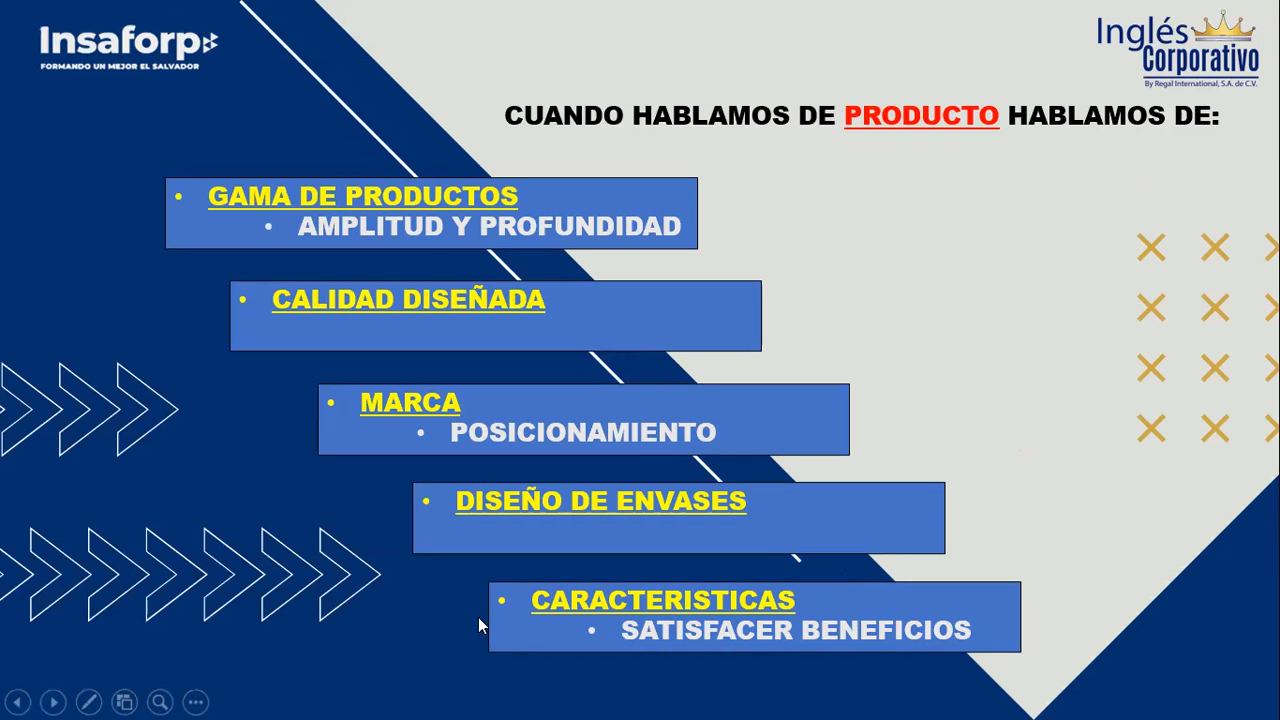 Insaforp
FORMANDO UN MEJOR EL SALVADOR
Inglés
Corporativo
By Regal International, S.A. de C.V.
CUANDO HABLAMOS DE PRODUCTO HABLAMOS DE:
• GAMA DE PRODUCTOS
• AMPLITUD Y PROFUNDIDAD
• CALIDAD DISEÑADA
• MARCA
• POSICIONAMIENTO
• DISEÑO DE ENVASES
• CARACTERISTICAS
• SATISFACER BENEFICIOS